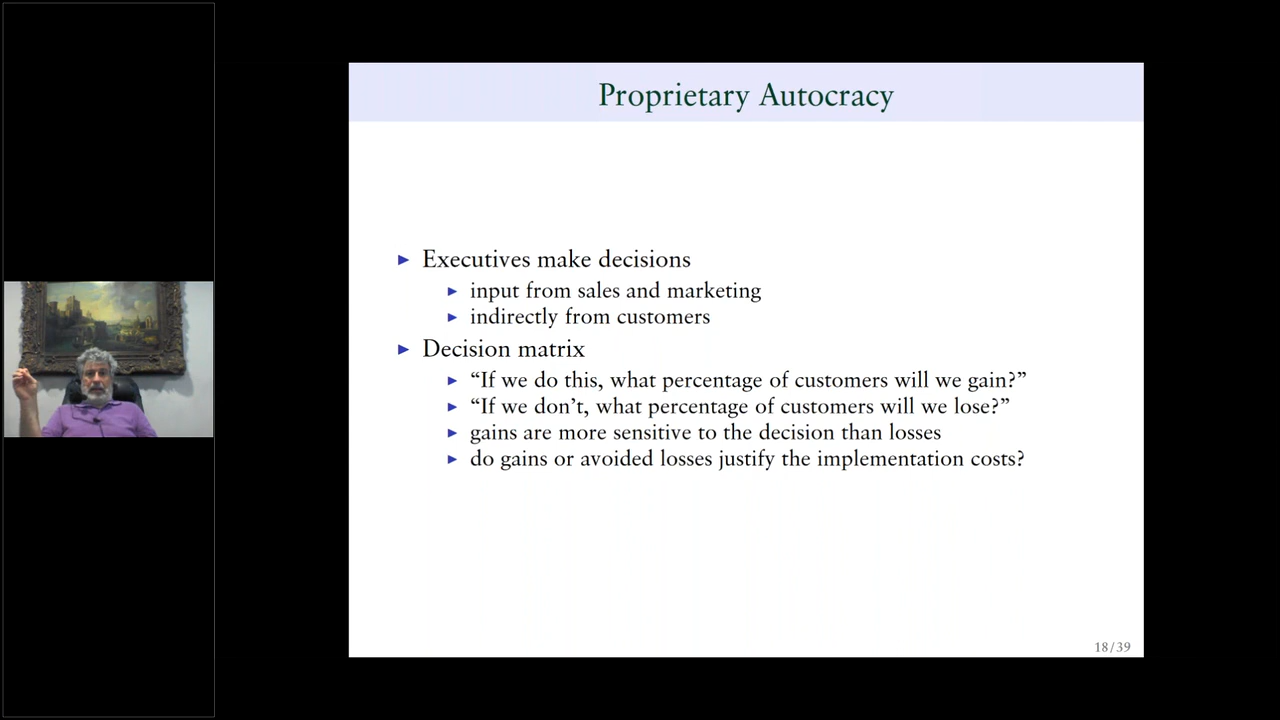 Proprietary Autocracy
Executives make decisions
input from sales and marketing
indirectly from customers
Decision matrix
“If we do this, what percentage of customers will we gain?”
“If we don’t, what percentage of customers will we lose?”
gains are more sensitive to the decision than losses
do gains or avoided losses justify the implementation costs?
18/39